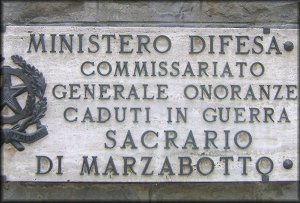 MINISTERO DIFESA
COMMISSARIATO
GENERALE ONORANZE
CADUTI IN GUERRA
SACRARIO
DI MARZABOTTO